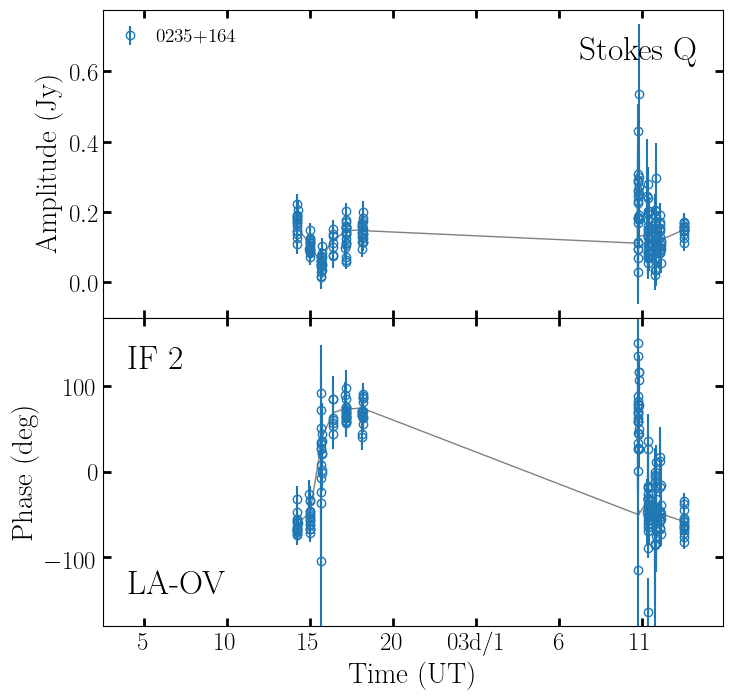 0235+164
Stokes Q
Amplitude (Jy)
0.6
0.4
0.2
0.0
IF 2
Phase (deg)
100
0
−100
LA-OV
5 10 15 20 03d/1 6 11
Time (UT)